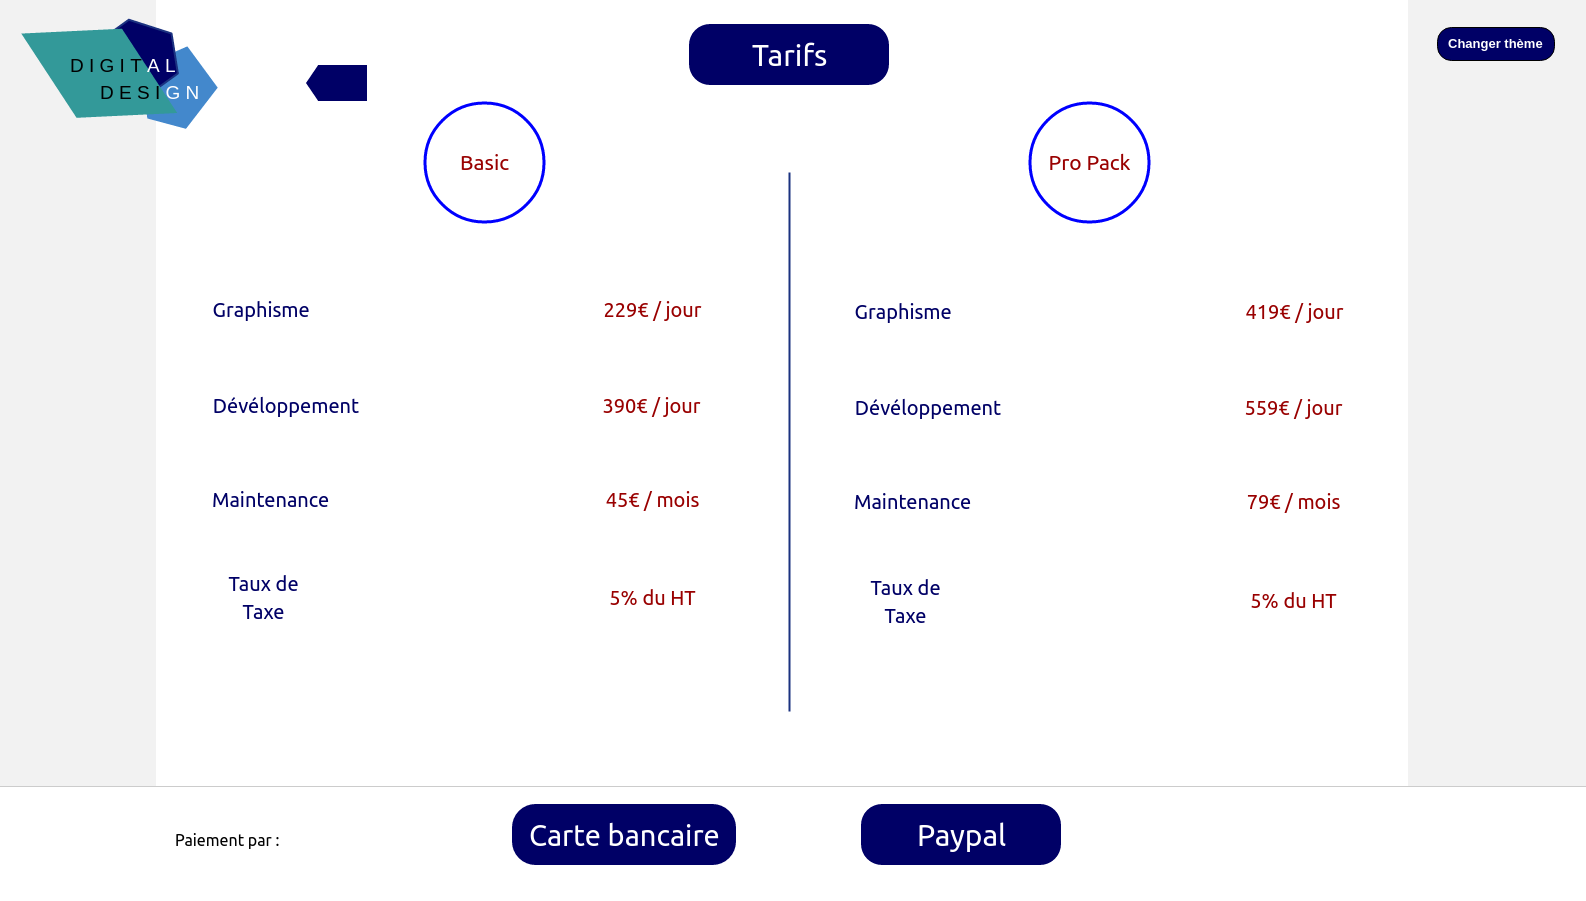 DIGITAL
DESIGN
Tarifs
Changer thème
Basic
Graphisme 229€ / jour
Dévéloppement 390€ / jour
Maintenance 45€ / mois
Taux de
Taxe
5% du HT
Pro Pack
Graphisme 419€ / jour
Dévéloppement 559€ / jour
Maintenance 79€ / mois
Taux de
Taxe
5% du HT
Paiement par :
Carte bancaire
Paypal